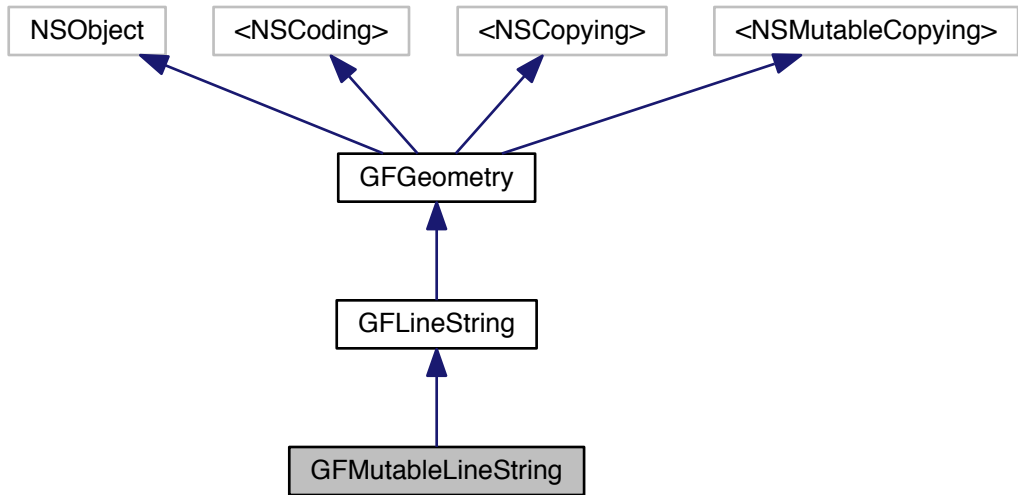 NSObject
<NSCoding>
<NSCopying>
<NSMutableCopying>
GFGeometry
GFLineString
GFMutableLineString